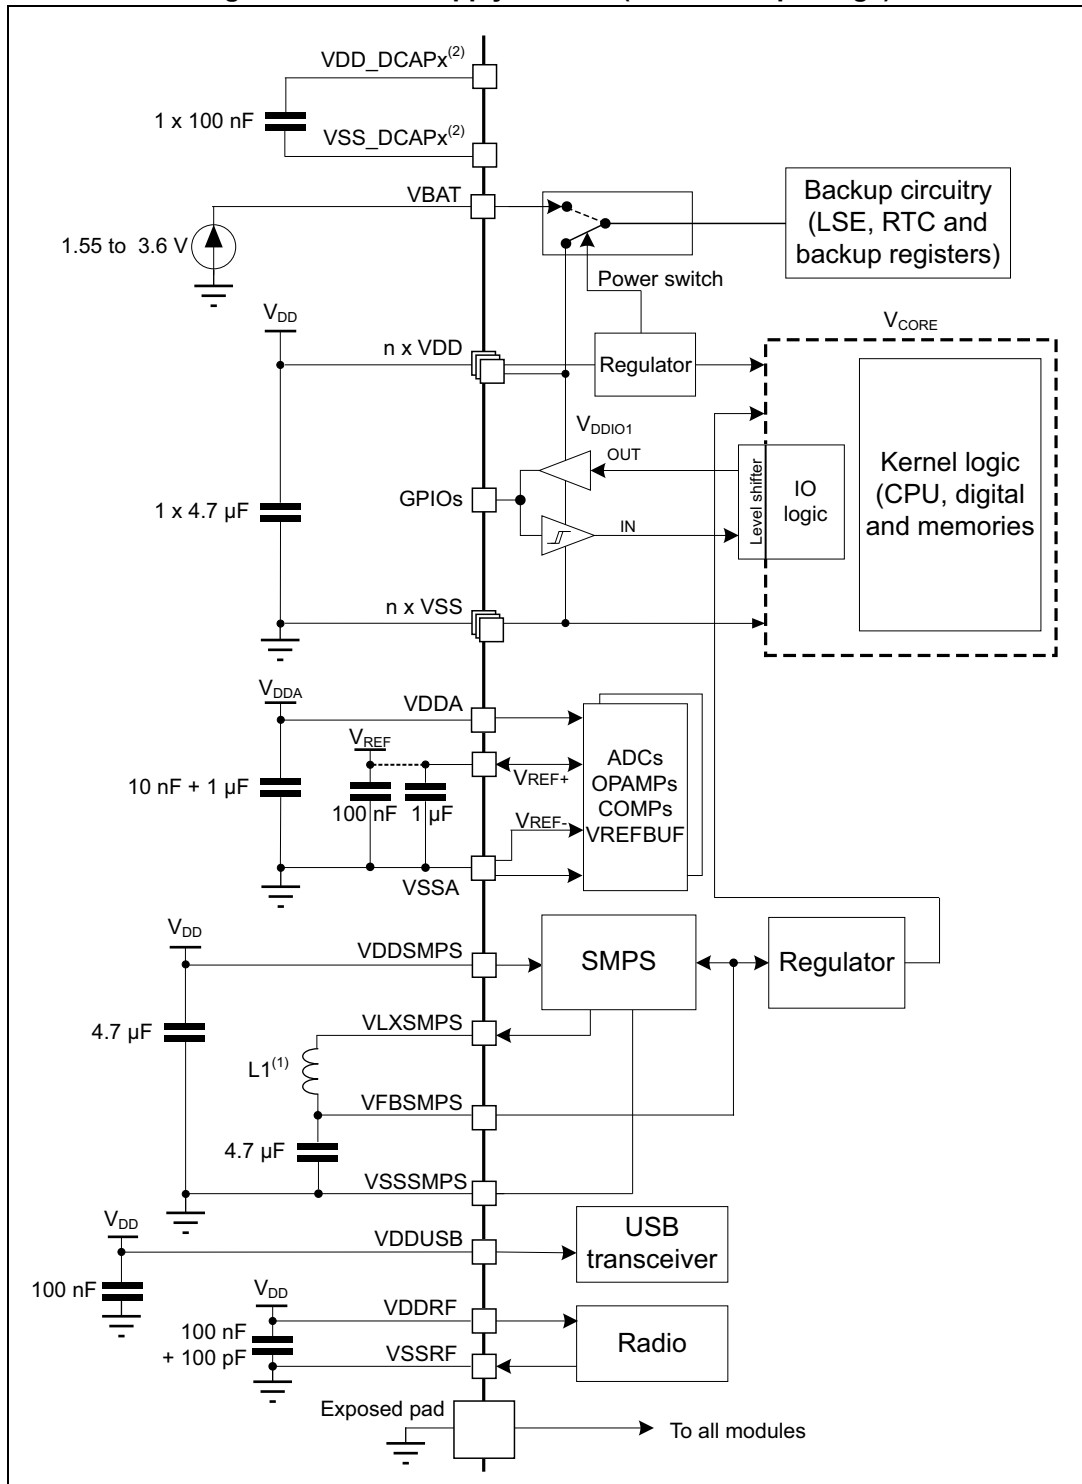 VDD_DCAPx(2)
1 x 100 nF
VSS_DCAPx(2)
VBAT
1.55 to 3.6 V
Power switch
Backup circuitry
(LSE, RTC and
backup registers)
VDD
n x VDD
Regulator
VCORE
VDDIO1
OUT
GPIOs
IN
1 x 4.7 µF
Level shifter
IO
logic
Kernel logic
(CPU, digital
and memories
n x VSS
VDDA
VDDA
10 nF + 1 µF
VREF
100 nF
1 µF
VREF+
VREF-
ADCs
OPAMPs
COMPs
VREFBUF
VSSA
VDD
VDDSMPS
SMPS
Regulator
4.7 µF
VLXSMPS
L1(1)
VFBSMPS
4.7 µF
VSSSMPS
VDD
VDDUSB
USB
transceiver
100 nF
VDD
VDDRF
100 nF
+ 100 pF
VSSRF
Radio
Exposed pad
To all modules